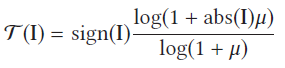 𝒯(I) = sign(I) log(1 + abs(I)μ) / log(1 + μ)